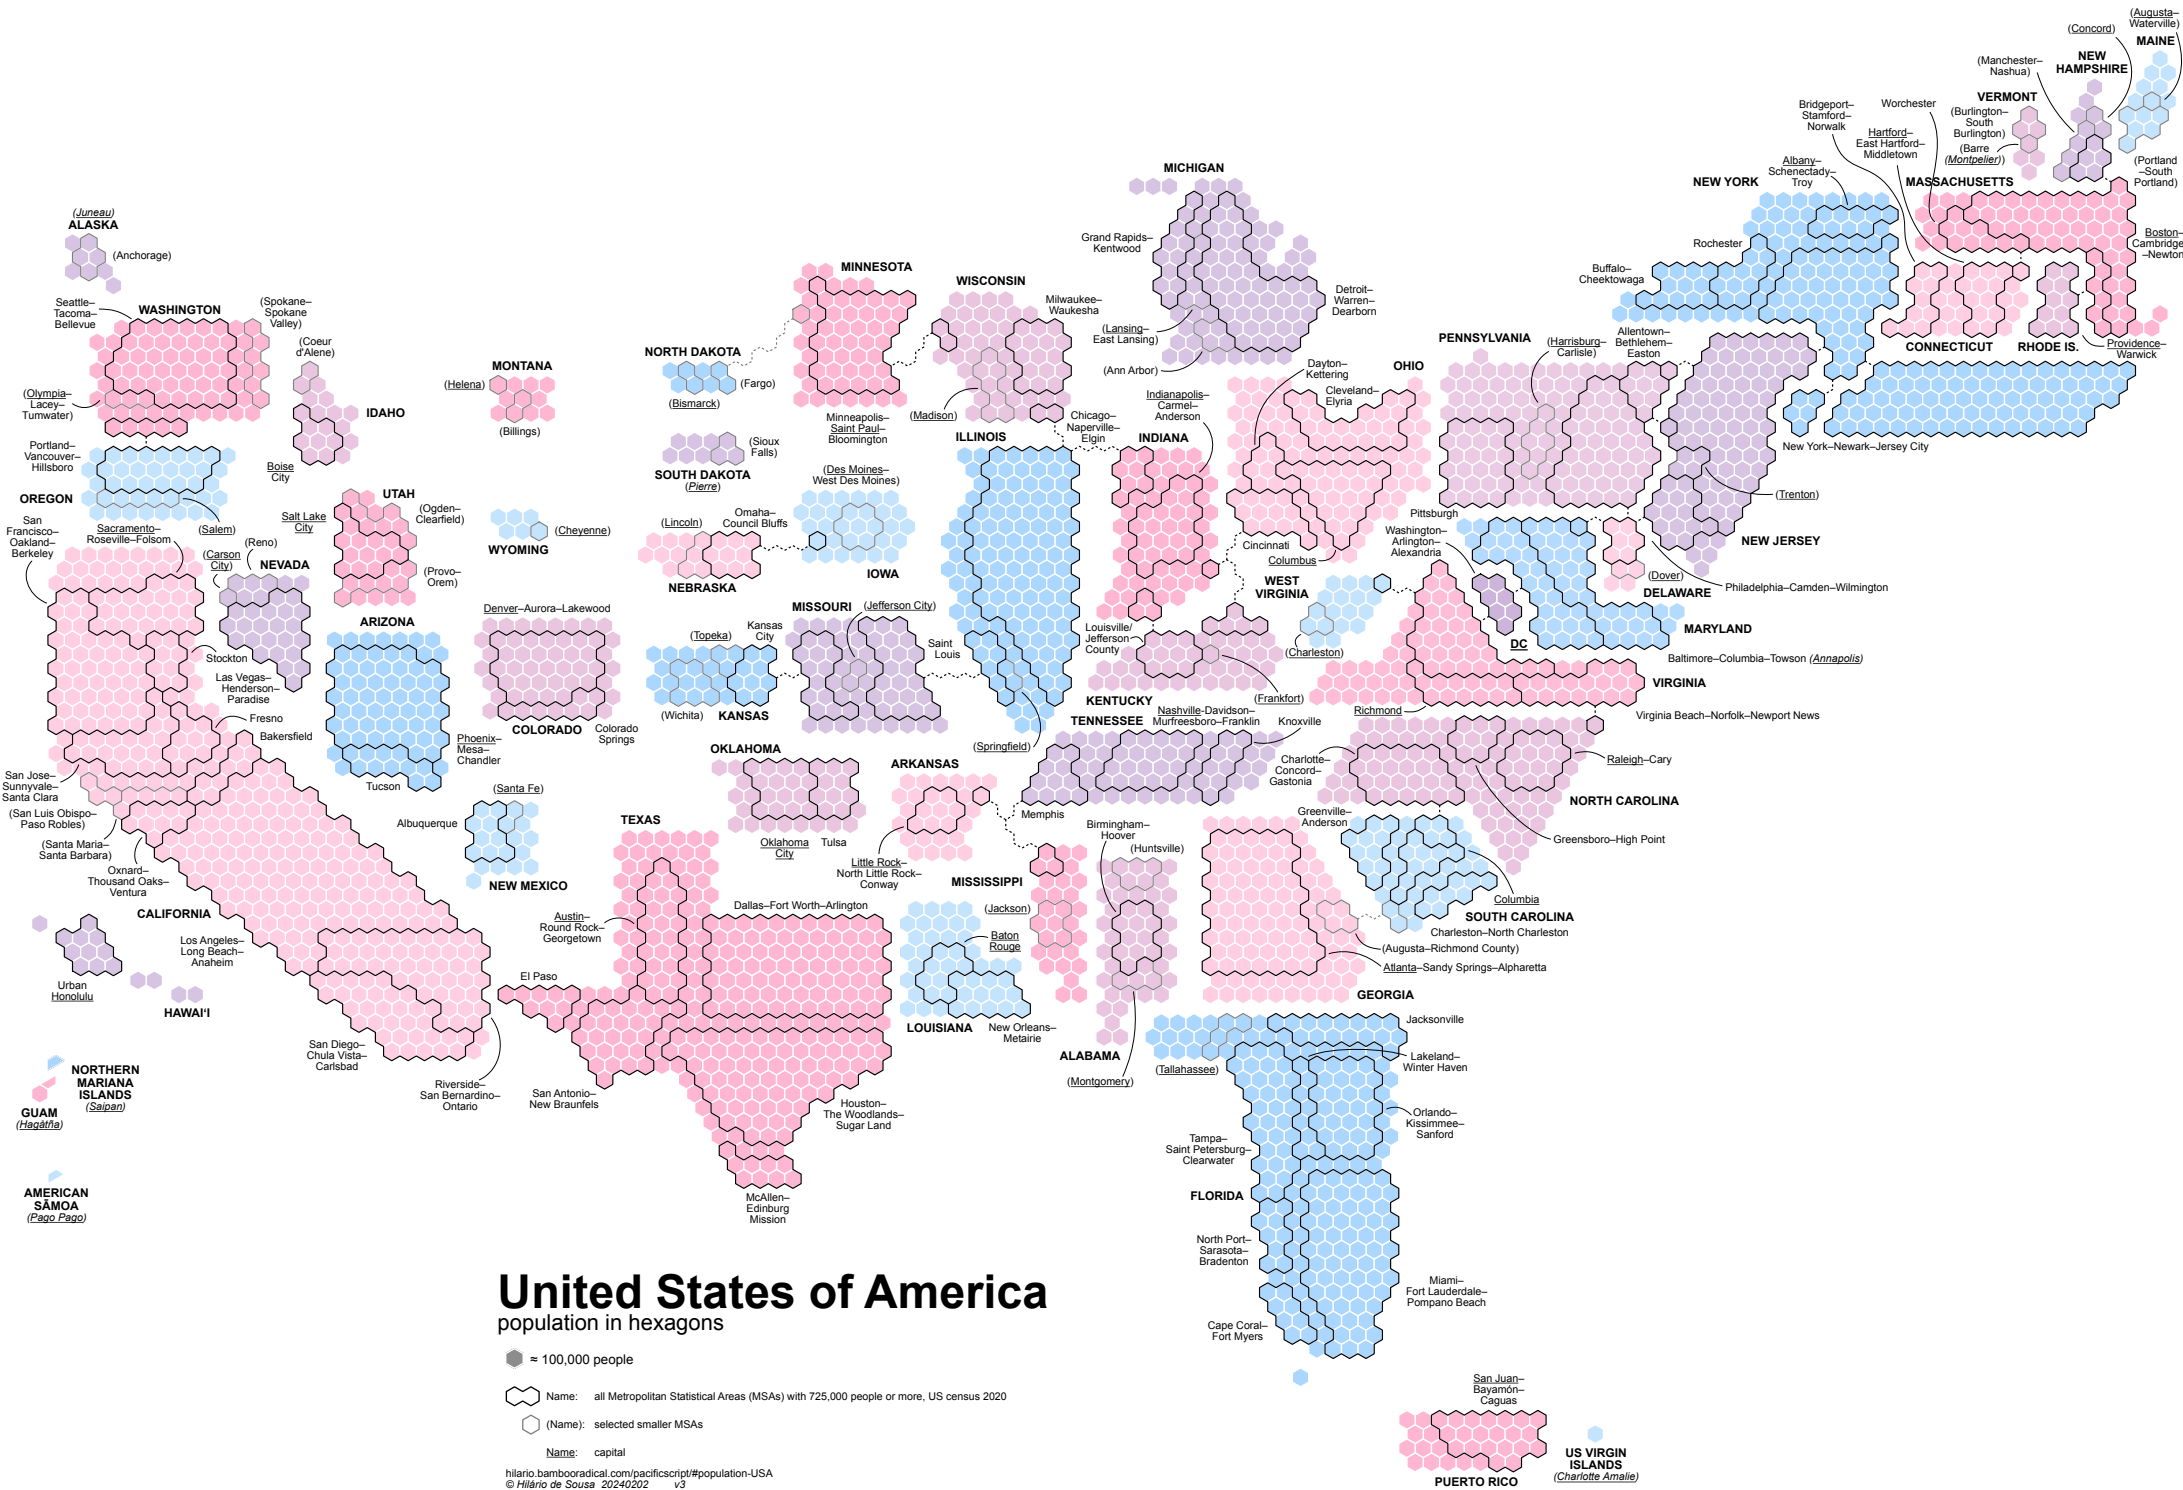 (Augusta–
Waterville)
MAINE
(Concord)
NEW
HAMPSHIRE
(Manchester–
Nashua)
VERMONT
(Burlington–
South
Burlington)
(Barre
(Montpelier))
(Portland
–South
Portland)
Bridgeport–
Stamford–
Norwalk
Worchester
Hartford–
East Hartford–
Middletown
MASSACHUSETTS
Boston–
Cambridge
–Newton
Albany–
Schenectady–
Troy
NEW YORK
Rochester
Buffalo–
Cheektowaga
CONNECTICUT
RHODE IS.
Providence–
Warwick
New York–Newark–Jersey City
MICHIGAN
Grand Rapids–
Kentwood
Detroit–
Warren–
Dearborn
(Lansing–
East Lansing)
(Ann Arbor)
(Juneau)
ALASKA
(Anchorage)
Seattle–
Tacoma–
Bellevue
WASHINGTON
(Spokane–
Spokane
Valley)
(Olympia–
Lacey–
Tumwater)
(Coeur
d'Alene)
IDAHO
Boise
City
MONTANA
(Helena)
(Billings)
NORTH DAKOTA
(Fargo)
(Bismarck)
MINNESOTA
Minneapolis–
Saint Paul–
Bloomington
WISCONSIN
Milwaukee–
Waukesha
(Madison)
Chicago–
Naperville–
Elgin
ILLINOIS
(Springfield)
INDIANA
Indianapolis–
Carmel–
Anderson
OHIO
Dayton–
Kettering
Cleveland–
Elyria
Cincinnati
Columbus
PENNSYLVANIA
(Harrisburg–
Carlisle)
Allentown–
Bethlehem–
Easton
Pittsburgh
(Trenton)
NEW JERSEY
Philadelphia–Camden–Wilmington
(Dover)
DELAWARE
MARYLAND
Baltimore–Columbia–Towson (Annapolis)
Washington–
Arlington–
Alexandria
DC
WEST
VIRGINIA
(Charleston)
VIRGINIA
Richmond
Virginia Beach–Norfolk–Newport News
Portland–
Vancouver–
Hillsboro
OREGON
(Salem)
San
Francisco–
Oakland–
Berkeley
Sacramento–
Roseville–Folsom
(Carson
City)
(Reno)
NEVADA
Las Vegas–
Henderson–
Paradise
Stockton
Fresno
Bakersfield
San Jose–
Sunnyvale–
Santa Clara
(San Luis Obispo–
Paso Robles)
(Santa Maria–
Santa Barbara)
Oxnard–
Thousand Oaks–
Ventura
CALIFORNIA
Los Angeles–
Long Beach–
Anaheim
San Diego–
Chula Vista–
Carlsbad
Riverside–
San Bernardino–
Ontario
UTAH
Salt Lake
City
(Ogden–
Clearfield)
(Provo–
Orem)
ARIZONA
Phoenix–
Mesa–
Chandler
Tucson
WYOMING
(Cheyenne)
Denver–Aurora–Lakewood
COLORADO
Colorado
Springs
SOUTH DAKOTA
(Pierre)
(Sioux
Falls)
(Lincoln)
Omaha–
Council Bluffs
NEBRASKA
(Des Moines–
West Des Moines)
IOWA
(Topeka)
Kansas
City
(Wichita)
KANSAS
MISSOURI
(Jefferson City)
Saint
Louis
Louisville/
Jefferson
County
(Frankfort)
KENTUCKY
TENNESSEE
Nashville-Davidson–
Murfreesboro–Franklin
Knoxville
Memphis
Charlotte–
Concord–
Gastonia
Raleigh–Cary
NORTH CAROLINA
Greensboro–High Point
Greenville–
Anderson
Columbia
SOUTH CAROLINA
Charleston–North Charleston
(Augusta–Richmond County)
Atlanta–Sandy Springs–Alpharetta
GEORGIA
OKLAHOMA
Oklahoma
City
Tulsa
ARKANSAS
Little Rock–
North Little Rock–
Conway
(Santa Fe)
Albuquerque
NEW MEXICO
TEXAS
Austin–
Round Rock–
Georgetown
Dallas–Fort Worth–Arlington
El Paso
San Antonio–
New Braunfels
Houston–
The Woodlands–
Sugar Land
McAllen–
Edinburg
Mission
LOUISIANA
Baton
Rouge
New Orleans–
Metairie
MISSISSIPPI
(Jackson)
Birmingham–
Hoover
(Huntsville)
ALABAMA
(Montgomery)
Jacksonville
(Tallahassee)
Lakeland–
Winter Haven
Orlando–
Kissimmee–
Sanford
Tampa–
Saint Petersburg–
Clearwater
FLORIDA
North Port–
Sarasota–
Bradenton
Miami–
Fort Lauderdale–
Pompano Beach
Cape Coral–
Fort Myers
Urban
Honolulu
HAWAI‘I
NORTHERN
MARIANA
ISLANDS
(Saipan)
GUAM
(Hagåtña)
AMERICAN
SĀMOA
(Pago Pago)
San Juan–
Bayamón–
Caguas
PUERTO RICO
US VIRGIN
ISLANDS
(Charlotte Amalie)
United States of America
population in hexagons
≈ 100,000 people
Name: all Metropolitan Statistical Areas (MSAs) with 725,000 people or more, US census 2020
(Name): selected smaller MSAs
Name: capital
hilario.bambooradical.com/pacificscript/#population-USA
© Hilário de Sousa 20240202 v3